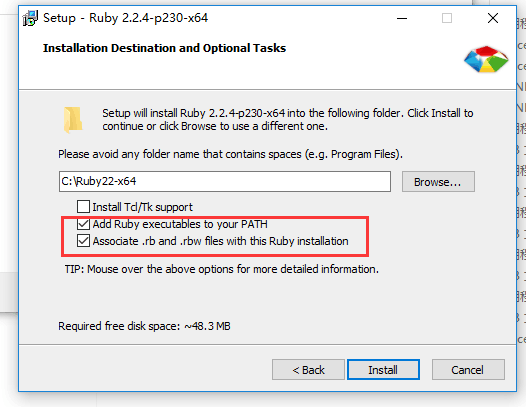 Setup - Ruby 2.2.4-p230-x64
Installation Destination and Optional Tasks
Setup will install Ruby 2.2.4-p230-x64 into the following folder. Click Install to
continue or click Browse to use a different one.
Please avoid any folder name that contains spaces (e.g. Program Files).
C:\Ruby22-x64
Browse...
Install Tcl/Tk support
Add Ruby executables to your PATH
Associate .rb and .rbw files with this Ruby installation
TIP: Mouse over the above options for more detailed information.
Required free disk space: ~48.3 MB
< Back
Install
Cancel